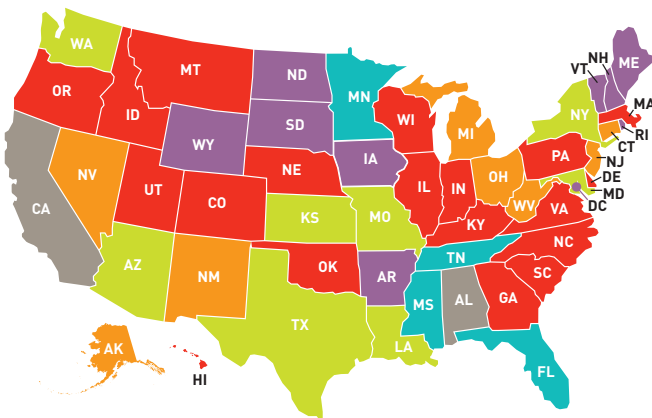 WA
MT
ND
MN
OR
ID
SD
WI
MI
NY
VT
NH
ME
MA
RI
CT
WY
IA
PA
NJ
NV
NE
OH
DE
MD
DC
UT
CO
IL
IN
WV
VA
CA
KS
MO
KY
NC
AZ
NM
OK
TN
AR
SC
MS
AL
GA
TX
LA
AK
HI
FL